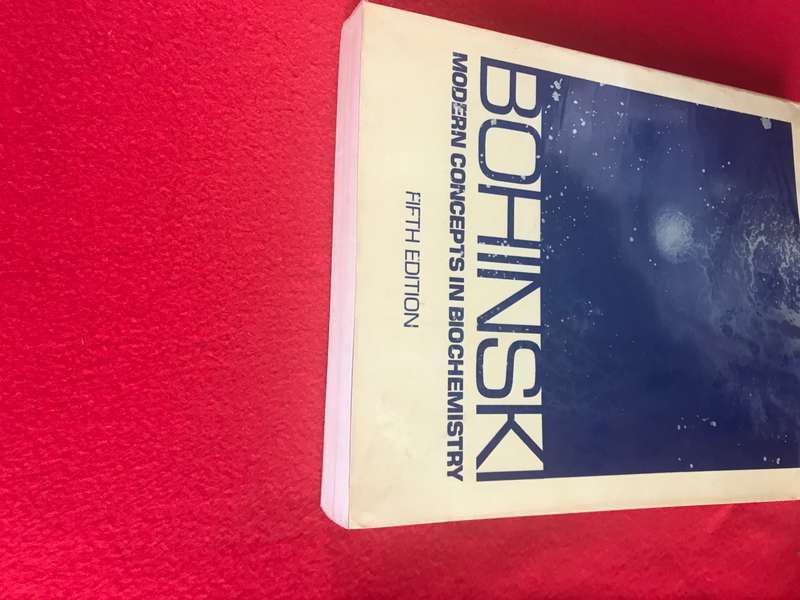 BOHINSKI
MODERN CONCEPTS IN BIOCHEMISTRY
FIFTH EDITION